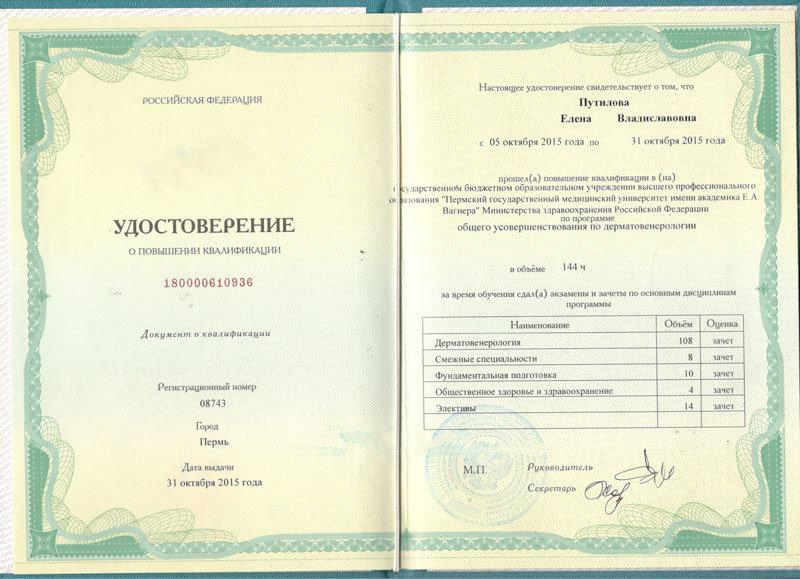 РОССИЙСКАЯ ФЕДЕРАЦИЯ
УДОСТОВЕРЕНИЕ
О ПОВЫШЕНИИ КВАЛИФИКАЦИИ
180000610936
Документ о квалификации
Регистрационный номер
08743
Город
Пермь
Дата выдачи
31 октября 2015 года
Настоящее удостоверение свидетельствует о том, что
Путилова
Елена Владиславовна
с 05 октября 2015 года по 31 октября 2015 года
прошел(а) повышение квалификации в (на)
государственном бюджетном образовательном учреждении высшего профессионального
образования "Пермский государственный медицинский университет имени академика Е.А.
Вагнера" Министерства здравоохранения Российской Федерации
по программе
общего усовершенствования по дерматовенерологии
в объёме 144 ч
за время обучения сдал(а) экзамены и зачеты по основным дисциплинам
программы
Наименование Объём Оценка
Дерматовенерология 108 зачет
Смежные специальности 8 зачет
Фундаментальная подготовка 10 зачет
Общественное здоровье и здравоохранение 4 зачет
Элективы 14 зачет
М.П. Руководитель
Секретарь